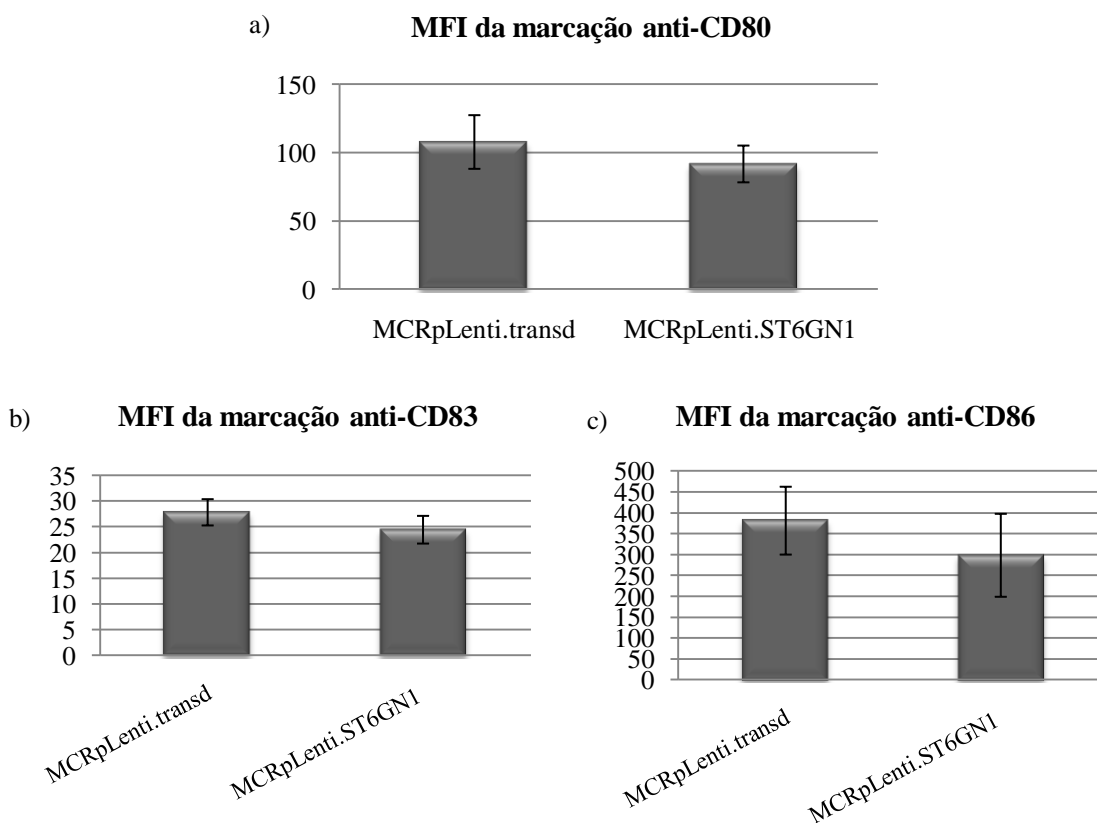 a)
MFI da marcação anti-CD80
150
100
50
0
MCRpLenti.transd
MCRpLenti.ST6GN1
b)
MFI da marcação anti-CD83
35
30
25
20
15
10
5
0
MCRpLenti.transd
MCRpLenti.ST6GN1
c)
MFI da marcação anti-CD86
500
450
400
350
300
250
200
150
100
50
0
MCRpLenti.transd
MCRpLenti.ST6GN1